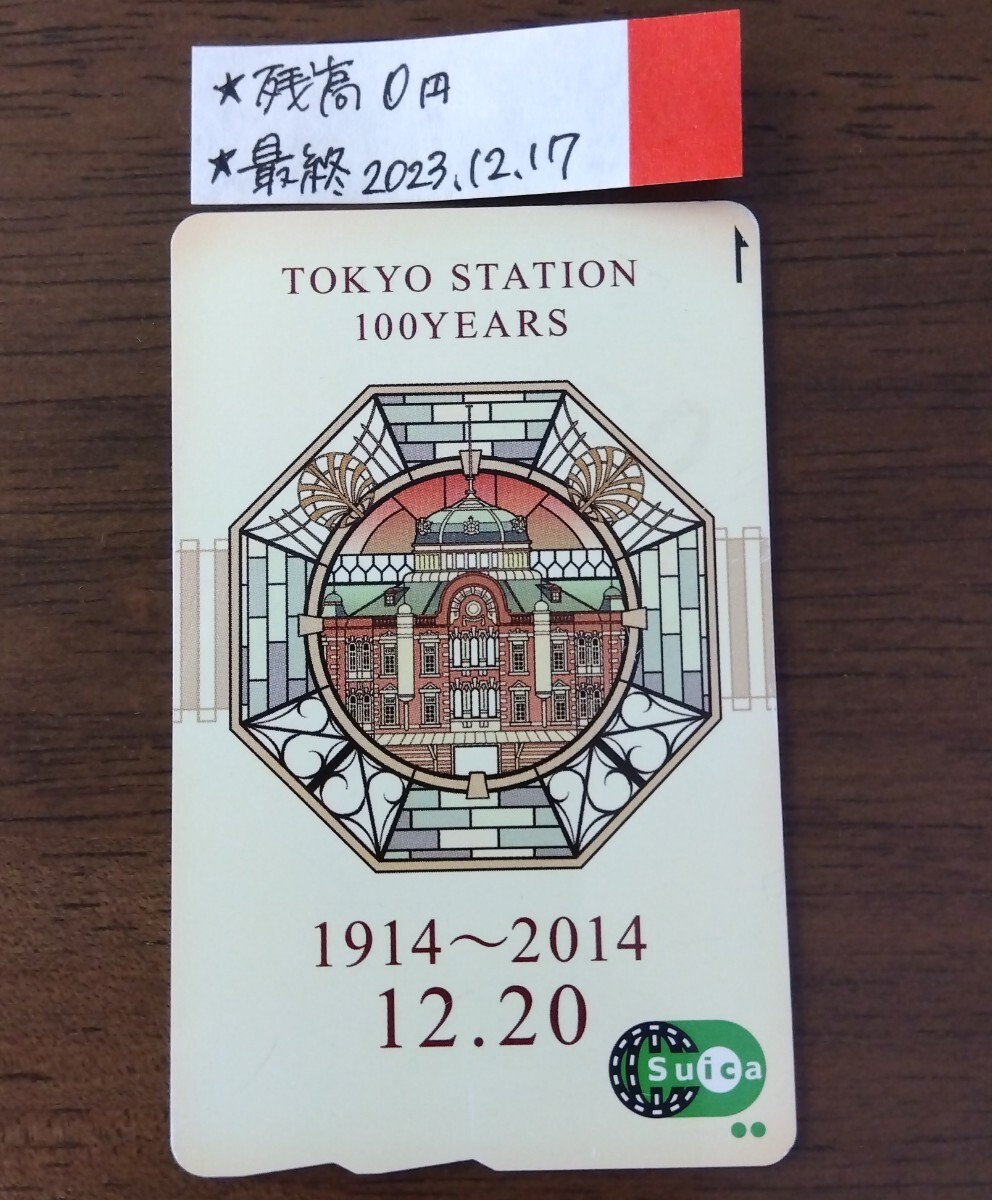 ★残高 0円
★最終 2023.12.17
TOKYO STATION
100YEARS
1914～2014
12.20
Suica